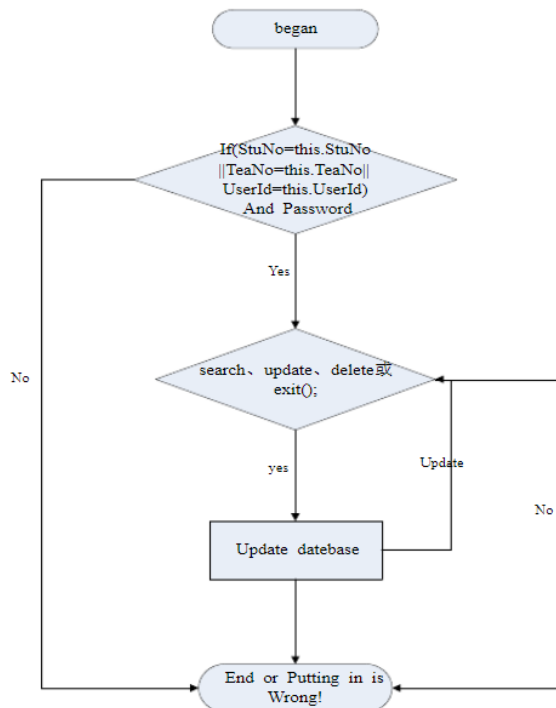 began
If(StuNo=this.StuNo
||TeaNo=this.TeaNo||
UserId=this.UserId)
And Password
Yes
No
search、update、delete或
exit();
yes
Update
No
Update datebase
End or Putting in is
Wrong!